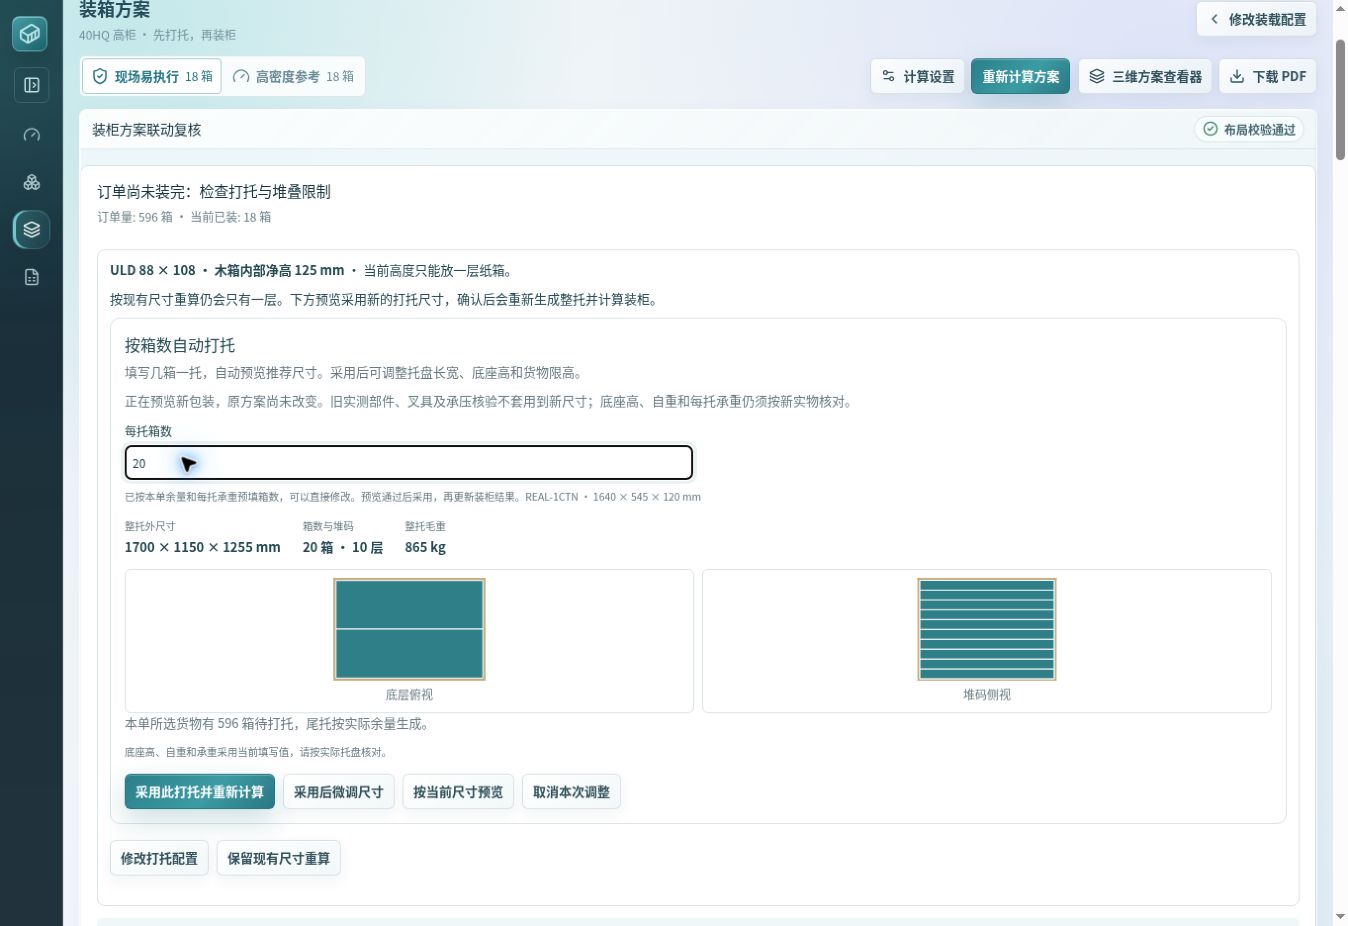 装箱方案
40HQ 高柜 · 先打托，再装柜
修改装载配置
现场易执行 18 箱
高密度参考 18 箱
计算设置
重新计算方案
三维方案查看器
下载 PDF
装柜方案联动复核
布局校验通过
订单尚未装完：检查打托与堆叠限制
订单量: 596 箱 · 当前已装: 18 箱
ULD 88 × 108 · 木箱内部净高 125 mm · 当前高度只能放一层纸箱。
按现有尺寸重算仍会只有一层。下方预览采用新的打托尺寸，确认后会重新生成整托并计算装柜。
按箱数自动打托
填写几箱一托，自动预览推荐尺寸。采用后可调整托盘长宽、底座高和货物限高。
正在预览新包装，原方案尚未改变。旧实测部件、叉具及承压核验不套用到新尺寸；底座高、自重和每托承重仍须按新实物核对。
每托箱数
20
已按本单余量和每托承重预填箱数，可以直接修改。预览通过后采用，再更新装柜结果。REAL-1CTN · 1640 × 545 × 120 mm
整托外尺寸
箱数与堆码
整托毛重
1700 × 1150 × 1255 mm
20 箱 · 10 层
865 kg
底层俯视
堆码侧视
本单所选货物有 596 箱待打托，尾托按实际余量生成。
底座高、自重和承重采用当前填写值，请按实际托盘核对。
采用此打托并重新计算
采用后微调尺寸
按当前尺寸预览
取消本次调整
修改打托配置
保留现有尺寸重算